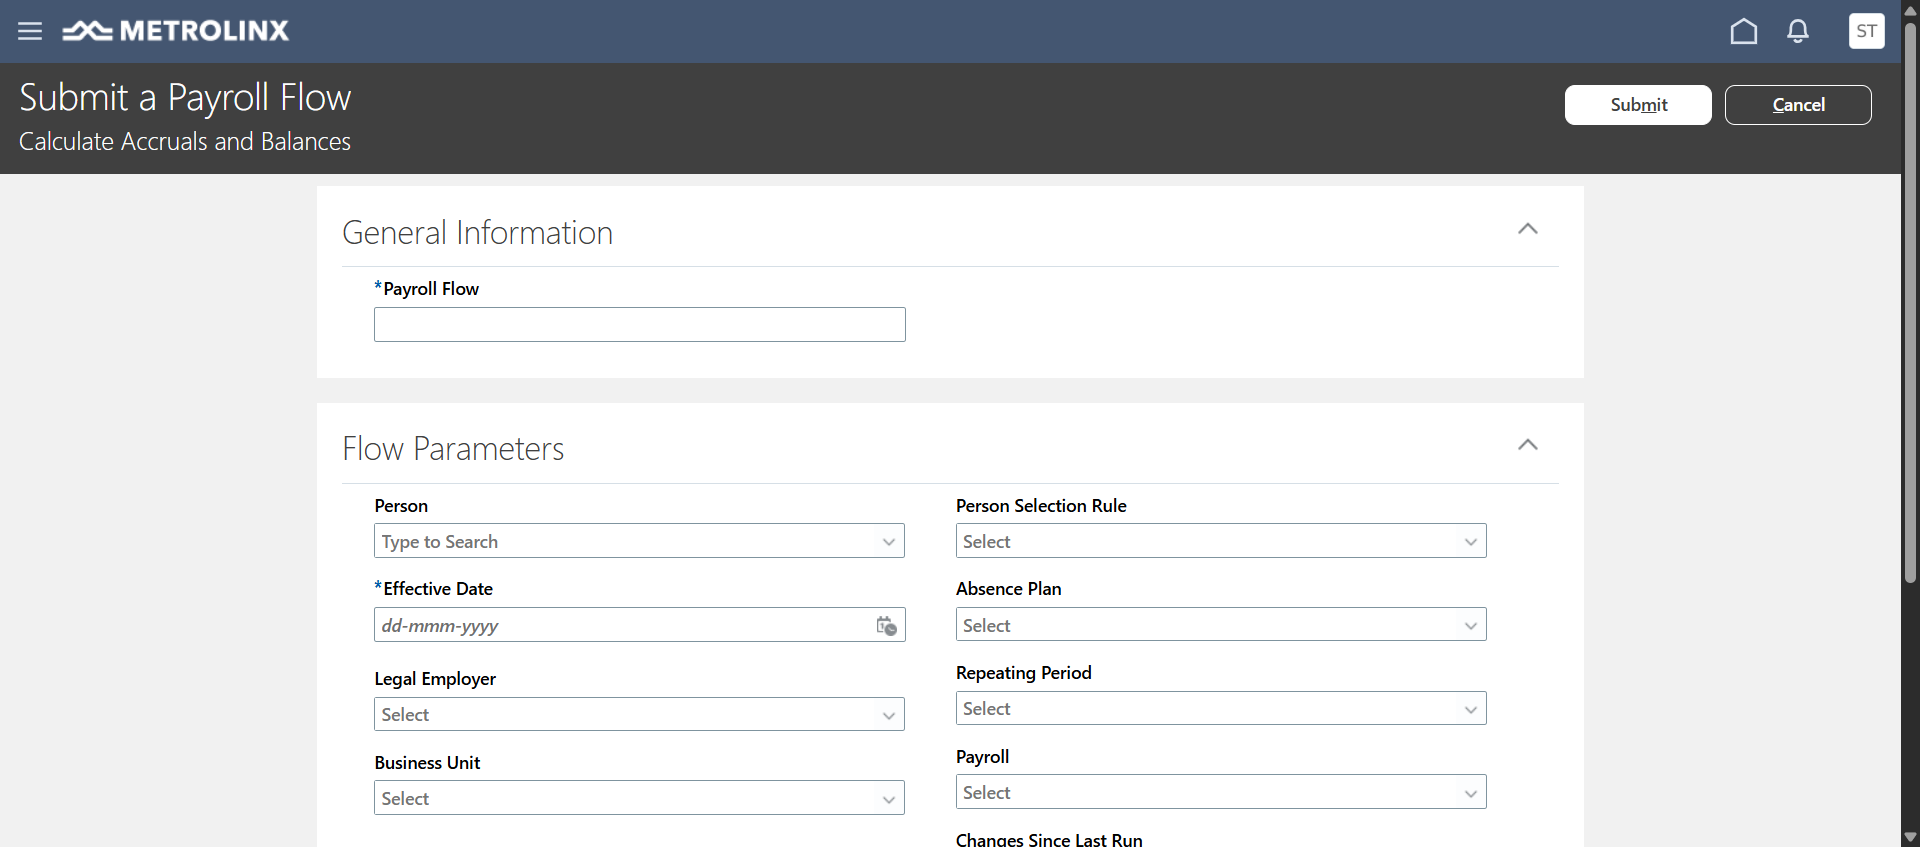 METROLINX
ST
Submit a Payroll Flow
Calculate Accruals and Balances
Submit
Cancel
General Information
*Payroll Flow
Flow Parameters
Person
Type to Search
Person Selection Rule
Select
*Effective Date
dd-mmm-yyyy
Absence Plan
Select
Legal Employer
Select
Repeating Period
Select
Business Unit
Select
Payroll
Select
Changes Since Last Run